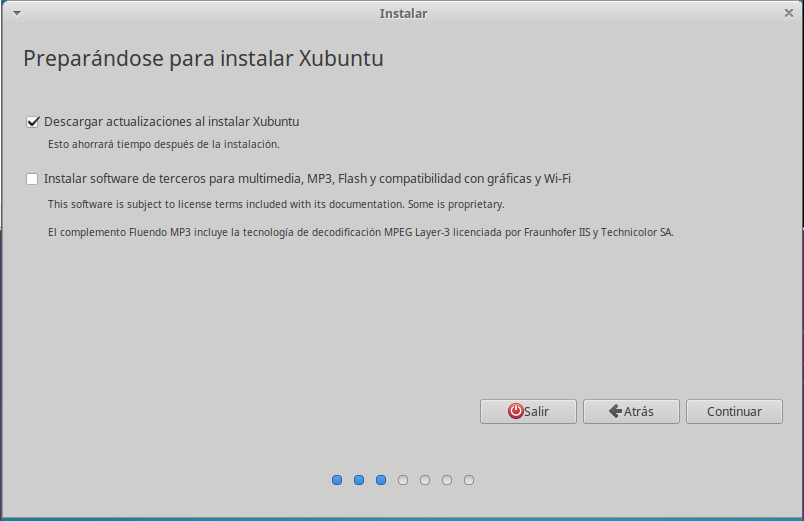 Instalar
Preparándose para instalar Xubuntu
Descargar actualizaciones al instalar Xubuntu
Esto ahorrará tiempo después de la instalación.
Instalar software de terceros para multimedia, MP3, Flash y compatibilidad con gráficas y Wi-Fi
This software is subject to license terms included with its documentation. Some is proprietary.
El complemento Fluendo MP3 incluye la tecnología de decodificación MPEG Layer-3 licenciada por Fraunhofer IIS y Technicolor SA.
Salir Atrás Continuar